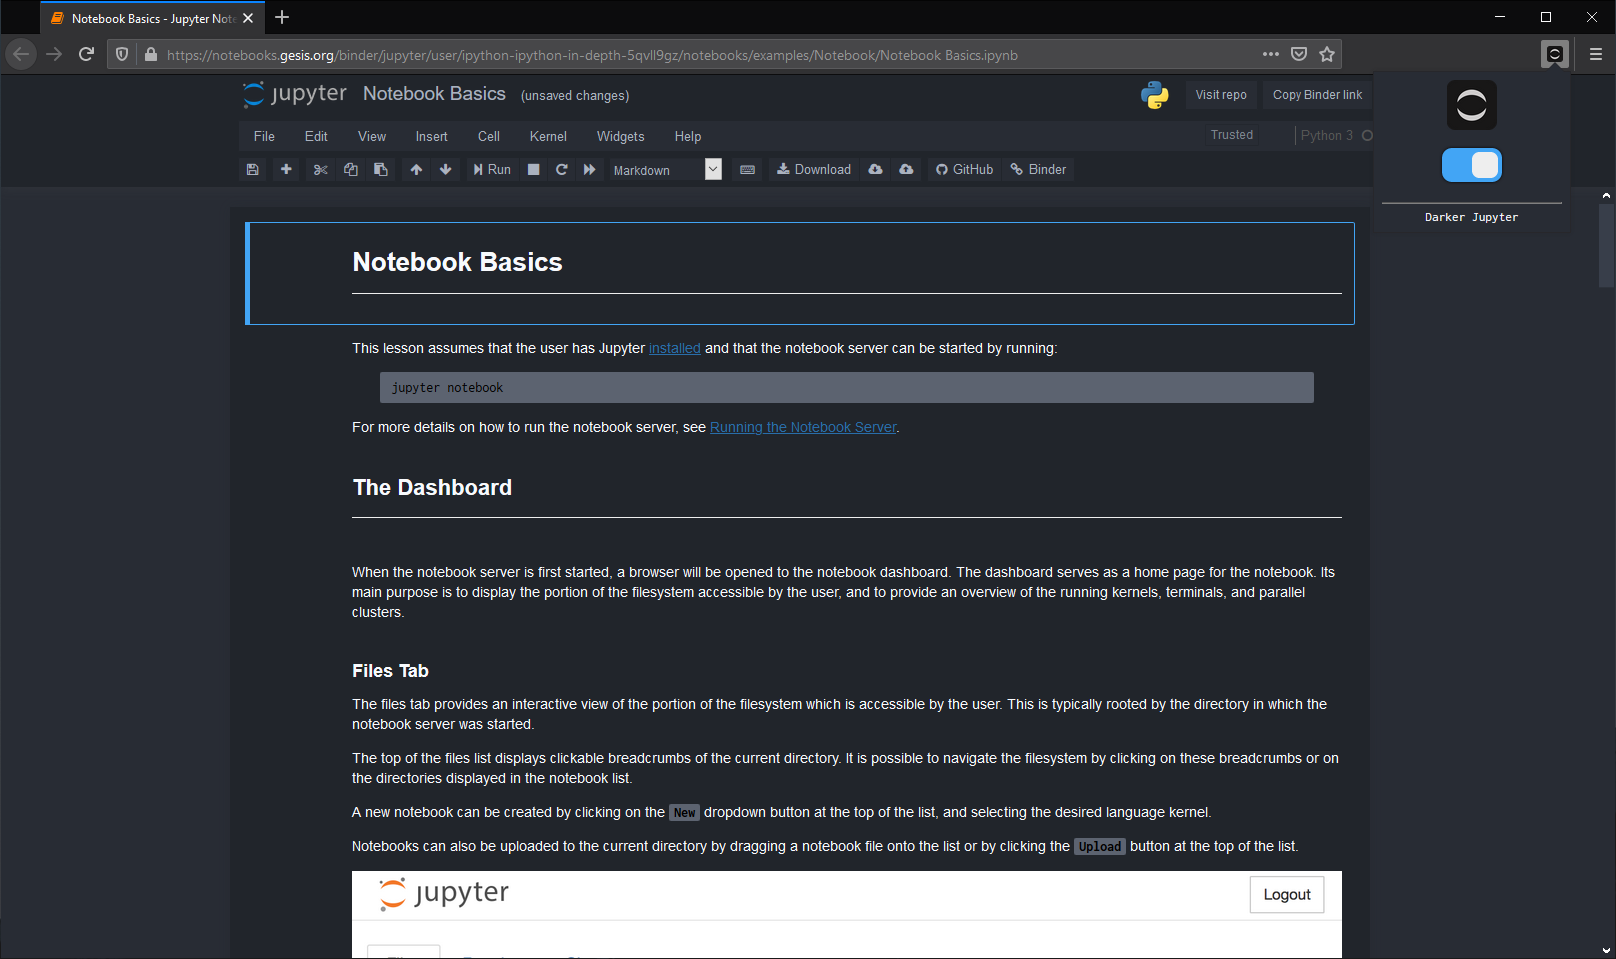 Notebook Basics - Jupyter Note
https://notebooks.gesis.org/binder/jupyter/user/ipython-ipython-in-depth-5qvll9gz/notebooks/examples/Notebook/Notebook Basics.ipynb
jupyter Notebook Basics (unsaved changes) Visit repo Copy Binder link
File Edit View Insert Cell Kernel Widgets Help Trusted Python 3
Run Markdown Download GitHub Binder
Darker Jupyter
Notebook Basics
This lesson assumes that the user has Jupyter installed and that the notebook server can be started by running:
jupyter notebook
For more details on how to run the notebook server, see Running the Notebook Server.
The Dashboard
When the notebook server is first started, a browser will be opened to the notebook dashboard. The dashboard serves as a home page for the notebook. Its
main purpose is to display the portion of the filesystem accessible by the user, and to provide an overview of the running kernels, terminals, and parallel
clusters.
Files Tab
The files tab provides an interactive view of the portion of the filesystem which is accessible by the user. This is typically rooted by the directory in which the
notebook server was started.
The top of the files list displays clickable breadcrumbs of the current directory. It is possible to navigate the filesystem by clicking on these breadcrumbs or on
the directories displayed in the notebook list.
A new notebook can be created by clicking on the New dropdown button at the top of the list, and selecting the desired language kernel.
Notebooks can also be uploaded to the current directory by dragging a notebook file onto the list or by clicking the Upload button at the top of the list.
jupyter Logout